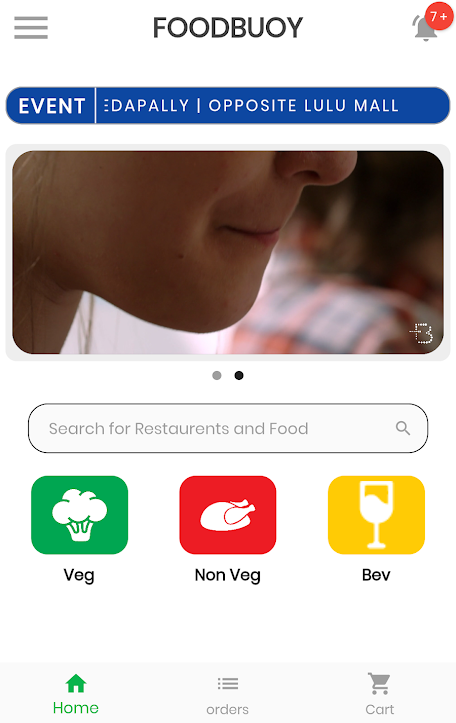 FOODBUOY
7 +
EVENT
EDAPALLY | OPPOSITE LULU MALL
Search for Restaurents and Food
Veg
Non Veg
Bev
Home
orders
Cart